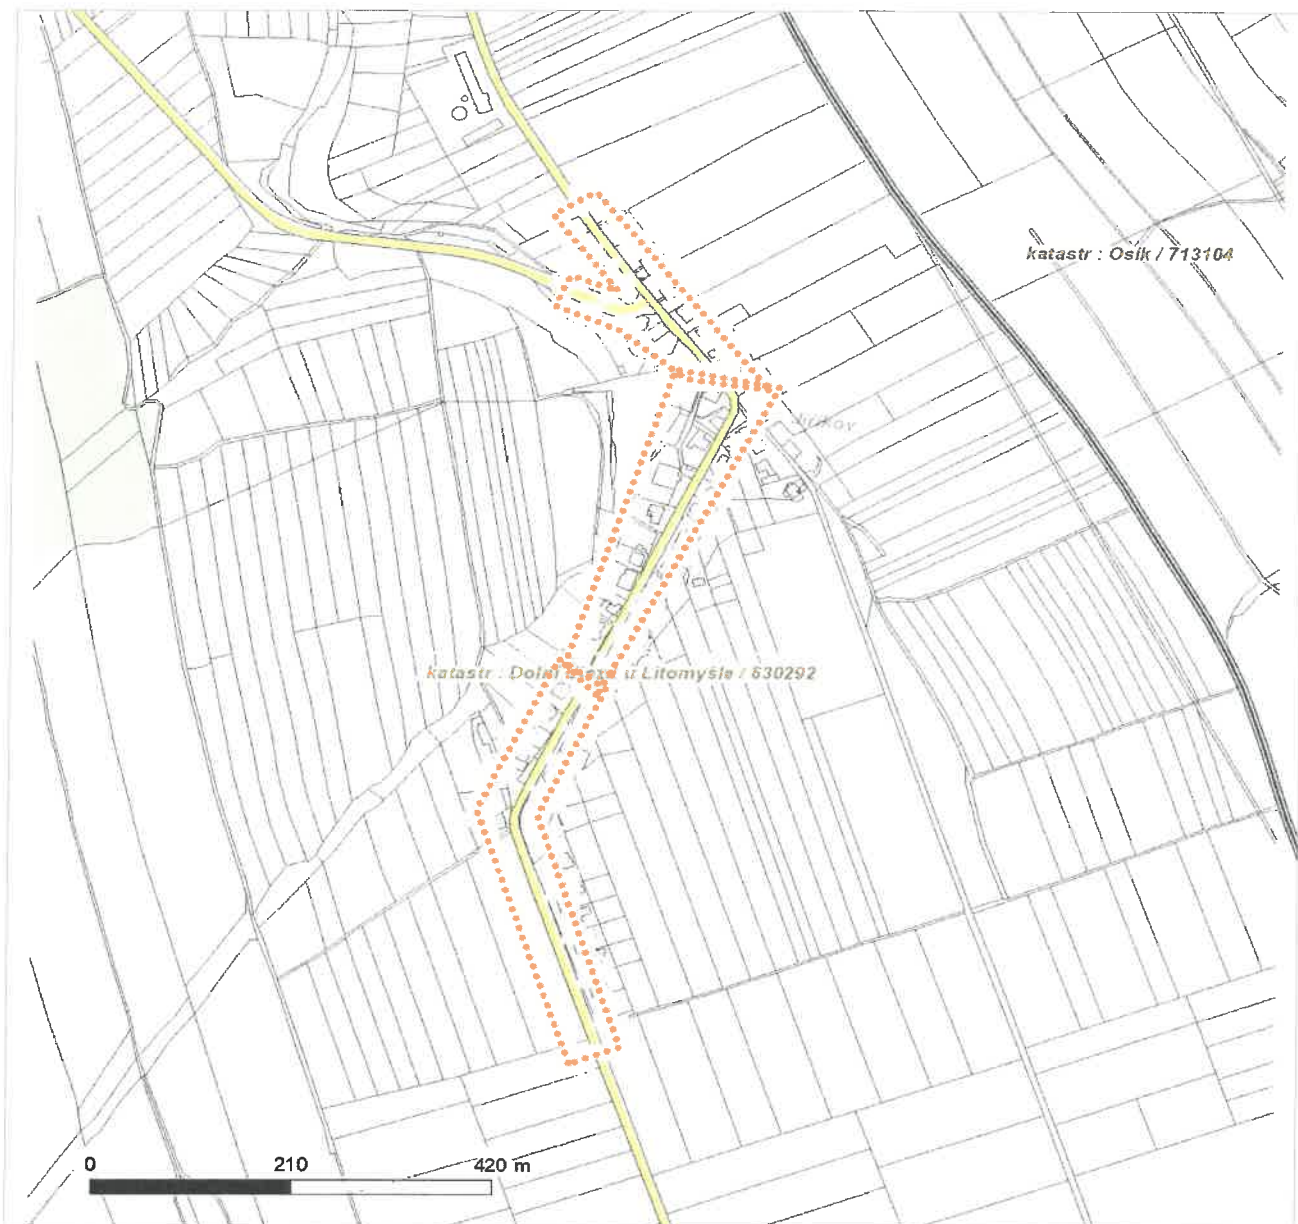 katastr : Osík / 713104
katastr : Dolní u Litomyšle / 630292
0 210 420 m